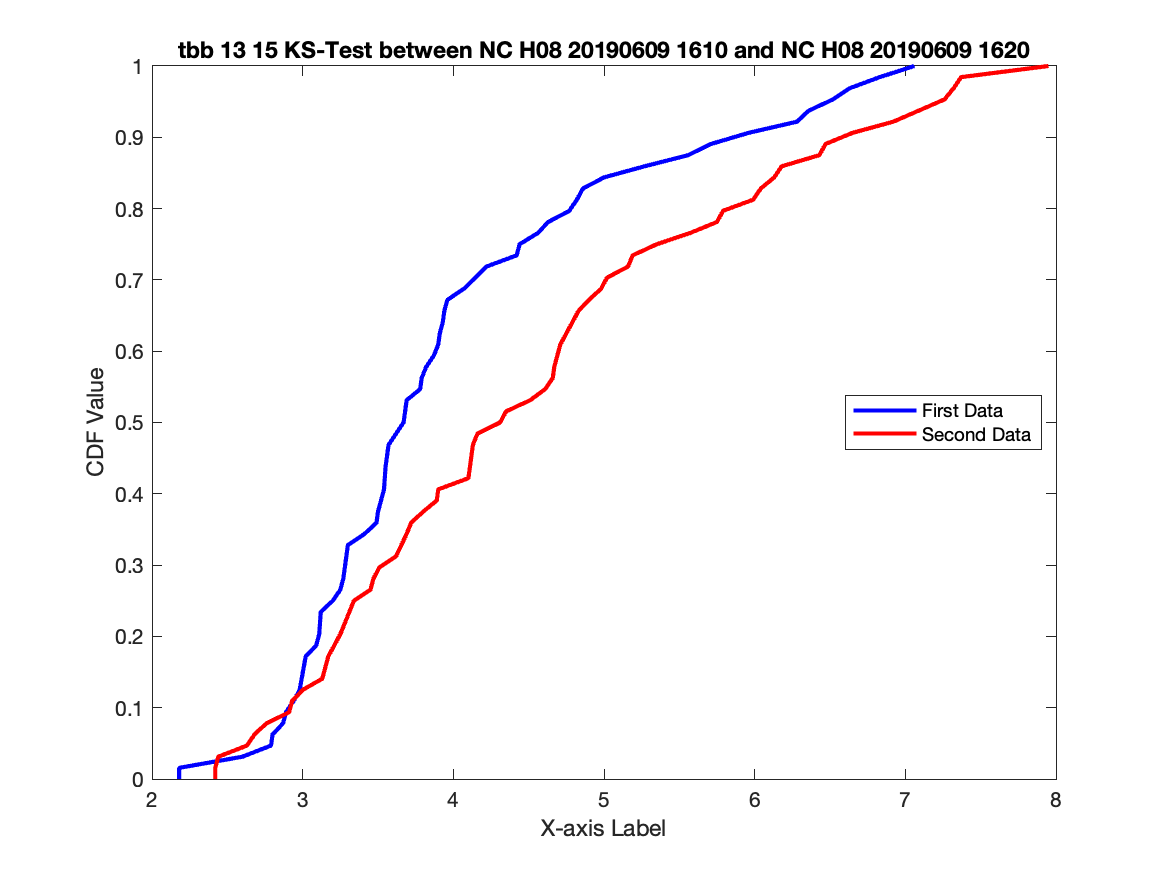 tbb 13 15 KS-Test between NC H08 20190609 1610 and NC H08 20190609 1620
1
0.9
0.8
0.7
0.6
0.5
0.4
0.3
0.2
0.1
0
CDF Value
First Data
Second Data
2 3 4 5 6 7 8
X-axis Label